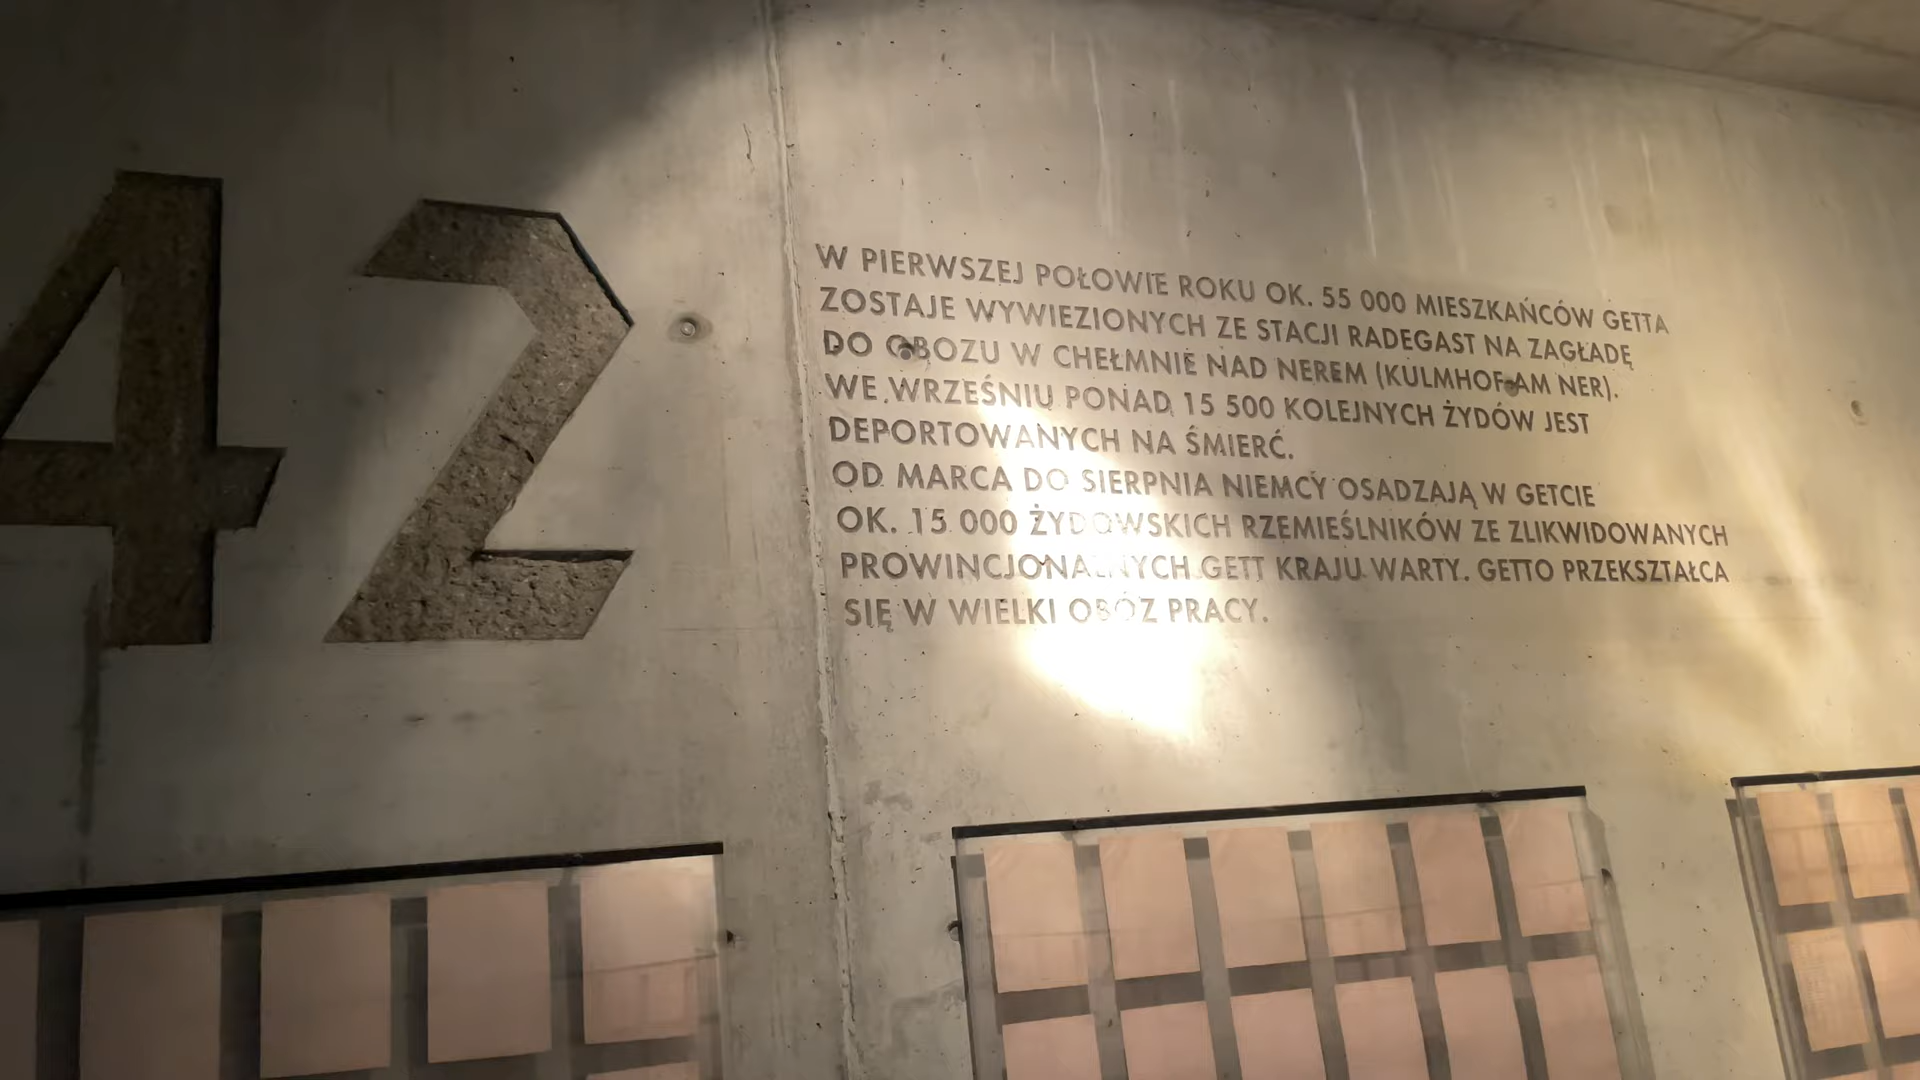 42
W PIERWSZEJ POŁOWIE ROKU OK. 55 000 MIESZKAŃCÓW GETTA
ZOSTAJE WYWIEZIONYCH ZE STACJI RADEGAST NA ZAGŁADĘ
DO OBOZU W CHEŁMNIE NAD NEREM (KULMHOF AM NER).
WE WRZEŚNIU PONAD 15 500 KOLEJNYCH ŻYDÓW JEST
DEPORTOWANYCH NA ŚMIERĆ.
OD MARCA DO SIERPNIA NIEMCY OSADZAJĄ W GETCIE
OK. 15 000 ŻYDOWSKICH RZEMIEŚLNIKÓW ZE ZLIKWIDOWANYCH
PROWINCJONALNYCH GETT KRAJU WARTY. GETTO PRZEKSZTAŁCA
SIĘ W WIELKI OBÓZ PRACY.